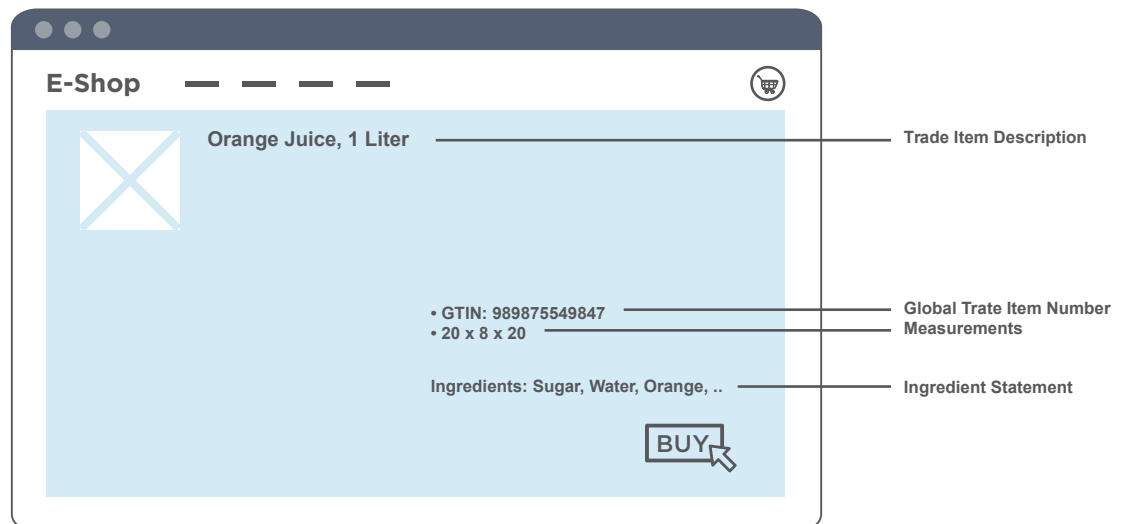 E-Shop
Orange Juice, 1 Liter
Trade Item Description
• GTIN: 989875549847
Global Trate Item Number
• 20 x 8 x 20
Measurements
Ingredients: Sugar, Water, Orange, ..
Ingredient Statement
BUY